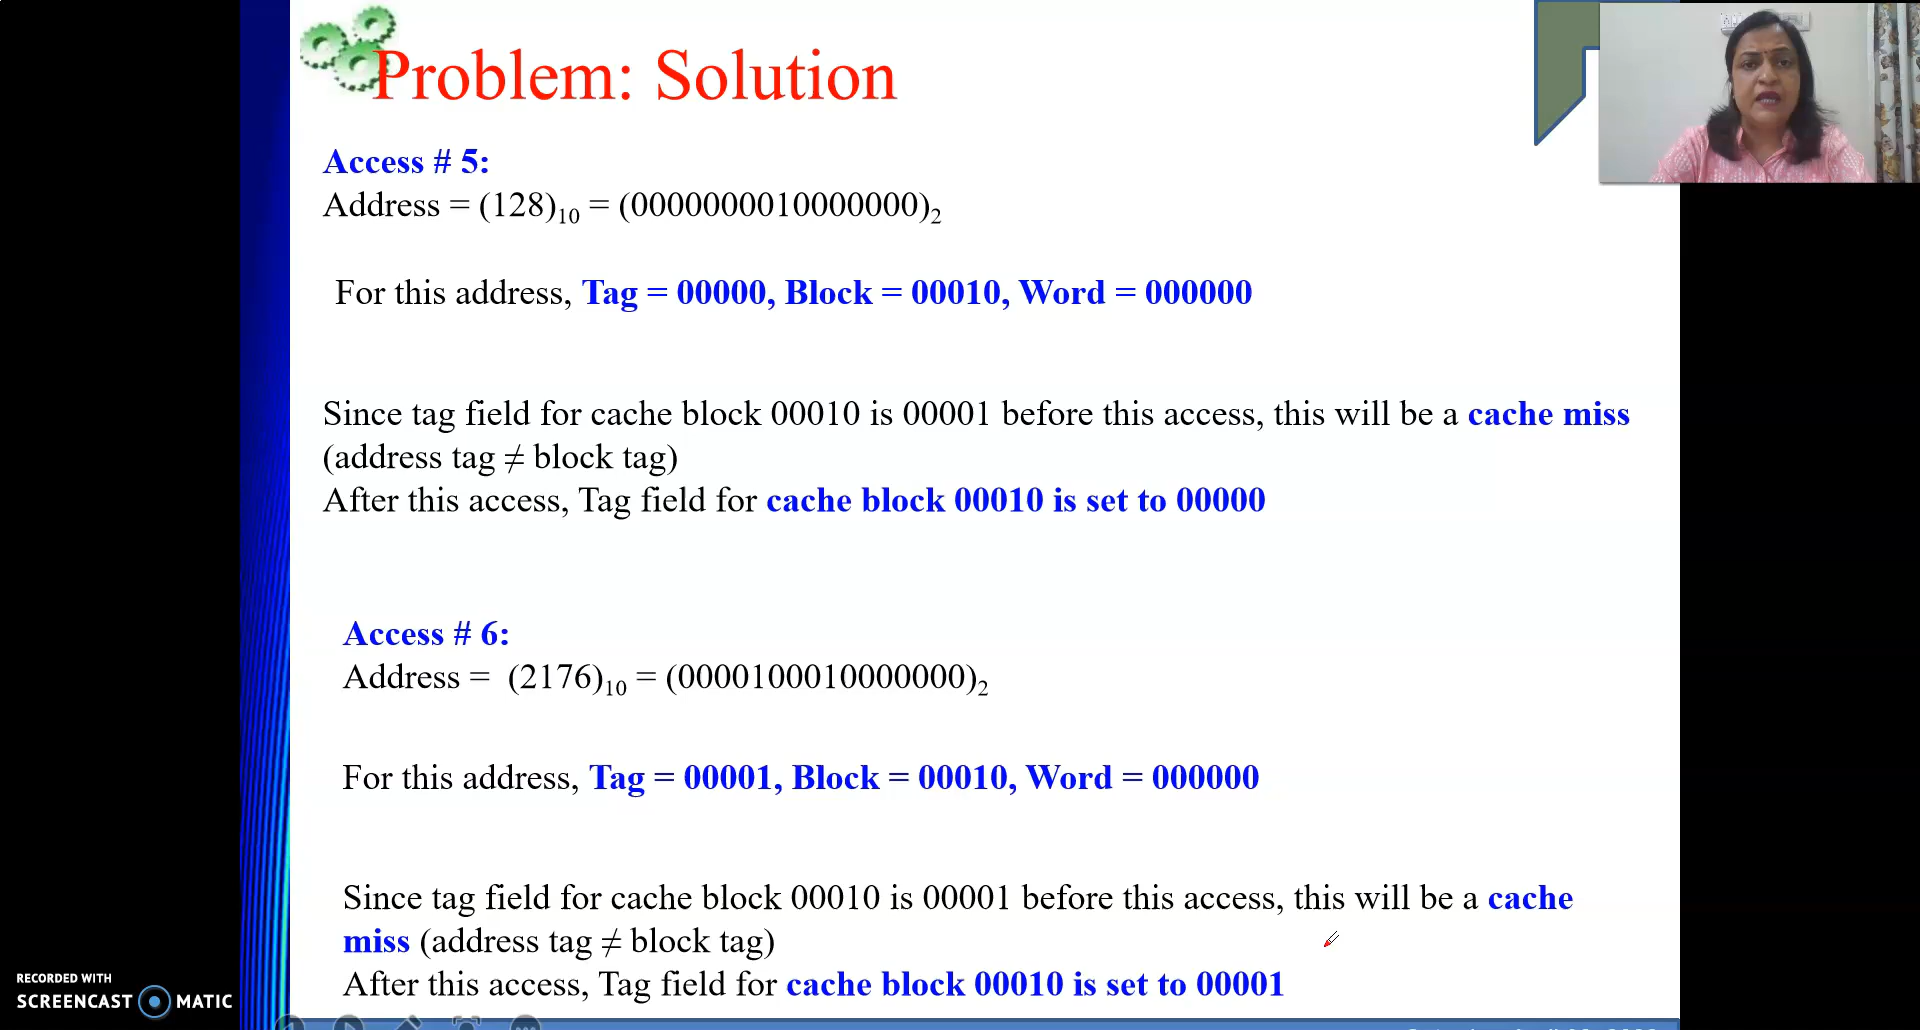 Problem: Solution
Access # 5:
Address = (128)₁₀ = (0000000010000000)₂
For this address, Tag = 00000, Block = 00010, Word = 000000
Since tag field for cache block 00010 is 00001 before this access, this will be a cache miss
(address tag ≠ block tag)
After this access, Tag field for cache block 00010 is set to 00000
Access # 6:
Address = (2176)₁₀ = (0000100010000000)₂
For this address, Tag = 00001, Block = 00010, Word = 000000
Since tag field for cache block 00010 is 00001 before this access, this will be a cache
miss (address tag ≠ block tag)
After this access, Tag field for cache block 00010 is set to 00001
RECORDED WITH
SCREENCAST MATIC